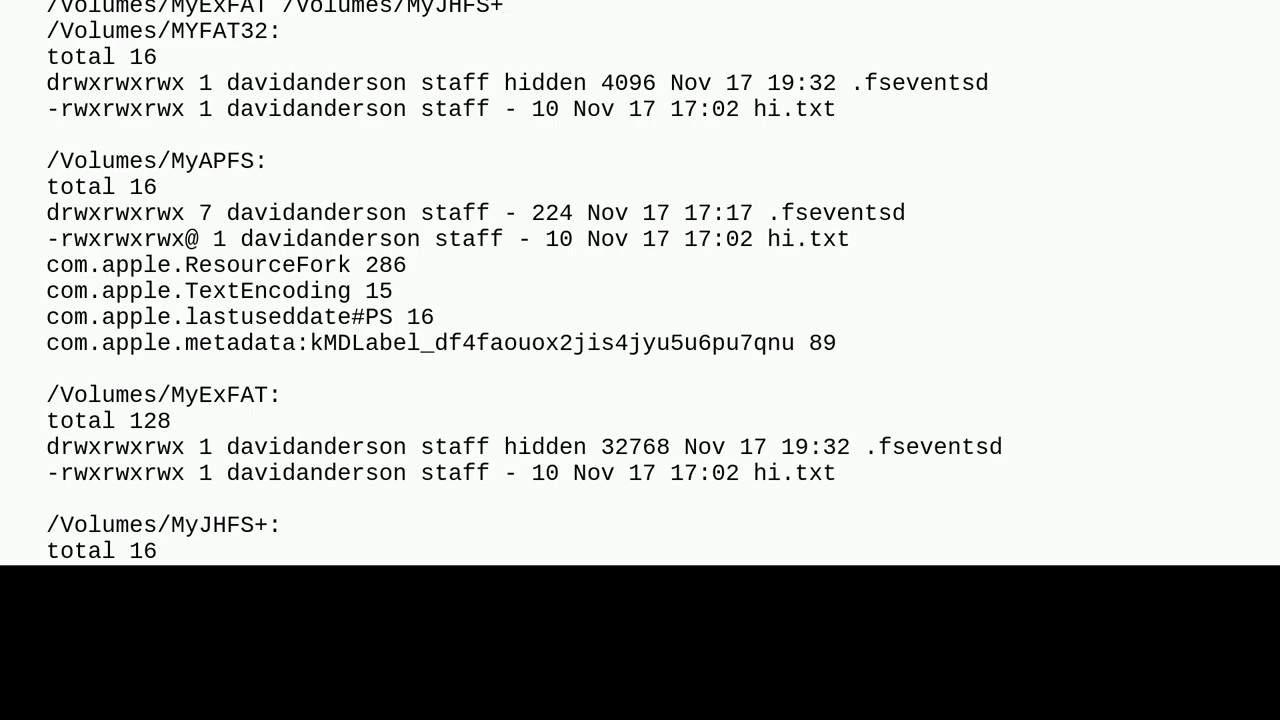 /Volumes/MyExFAT /Volumes/MyJHFS+
/Volumes/MYFAT32:
total 16
drwxrwxrwx 1 davidanderson staff hidden 4096 Nov 17 19:32 .fseventsd
-rwxrwxrwx 1 davidanderson staff - 10 Nov 17 17:02 hi.txt
/Volumes/MyAPFS:
total 16
drwxrwxrwx 7 davidanderson staff - 224 Nov 17 17:17 .fseventsd
-rwxrwxrwx@ 1 davidanderson staff - 10 Nov 17 17:02 hi.txt
com.apple.ResourceFork 286
com.apple.TextEncoding 15
com.apple.lastuseddate#PS 16
com.apple.metadata:kMDLabel_df4faouox2jis4jyu5u6pu7qnu 89
/Volumes/MyExFAT:
total 128
drwxrwxrwx 1 davidanderson staff hidden 32768 Nov 17 19:32 .fseventsd
-rwxrwxrwx 1 davidanderson staff - 10 Nov 17 17:02 hi.txt
/Volumes/MyJHFS+:
total 16